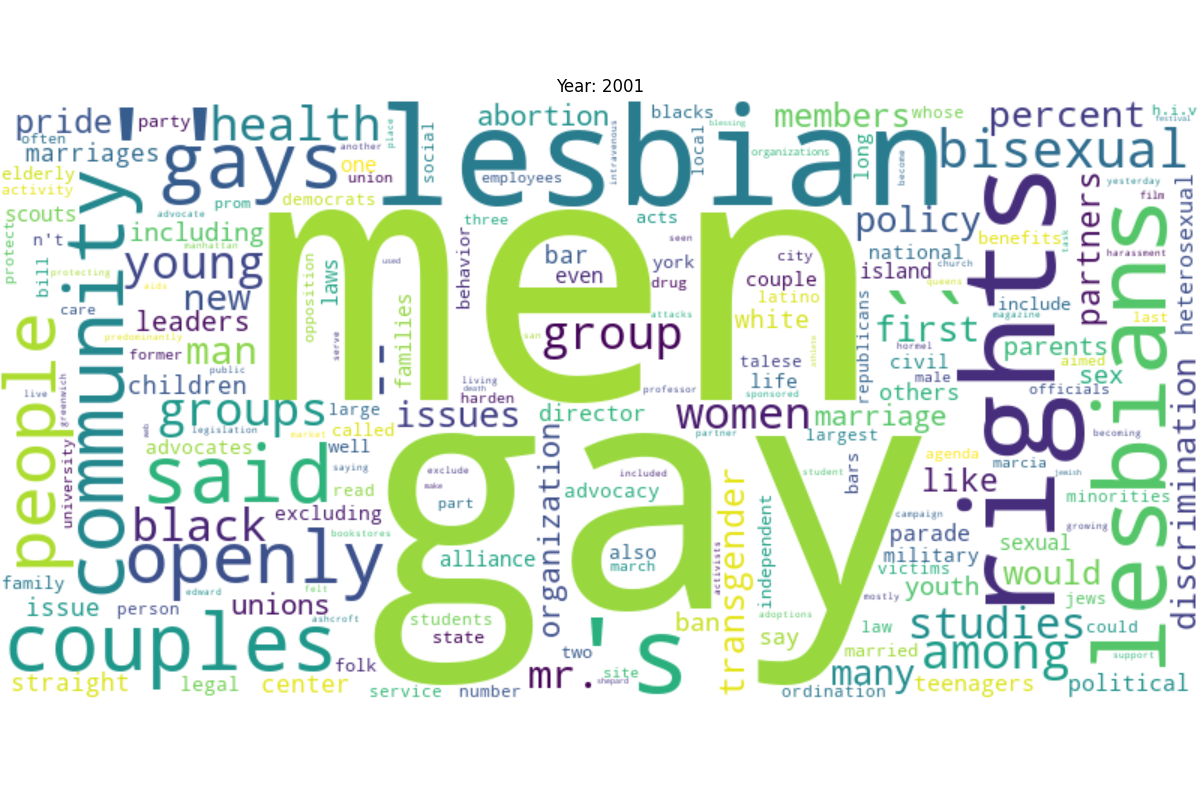 Year: 2001
pride
''
party
health
often
marriages
elderly
activity
gays
another
one
union
place
social
abortion
blacks
members
whose
percent
h.i.v
festival
blessing
local
organizations
long
become
bisexual
lesbian
employees
intravenous
scouts
advocate
prom
democrats
men
three
acts
policy
partners
yesterday
film
heterosexual
n't
including
manhattan
protects
bill
protecting
young
aids
care
new
opposition
laws
used
behavior
bar
even
seen
york
drug
city
couple
latino
national
benefits
task
island
church
queens
harassment
community
leaders
predominantly
former
man
public
serve
--
families
san
group
attacks
white
athlete
republicans
``
first
include
magazine
last
parents
hormel
people
live
greenwich
children
living
death
harden
professor
talese
life
sponsored
civil
male
others
aimed
sex
officials
rights
lesbians
groups
large
issues
director
women
marriage
university
web
legislation
market
called
advocates
well
partner
largest
becoming
said
saying
read
exclude
make
included
student
bars
agenda
like
marcia
jewish
minorities
discrimination
black
excluding
bookstores
part
gay
organization
advocacy
transgender
independent
campaign
growing
parade
openly
alliance
also
march
activists
military
victims
sexual
family
edward
felt
mostly
youth
would
jews
issue
person
unions
ashcroft
students
state
ban
adoptions
say
law
studies
could
couples
folk
two
's
married
among
support
mr.
site
shepard
straight
legal
center
service
number
ordination
many
teenagers
political